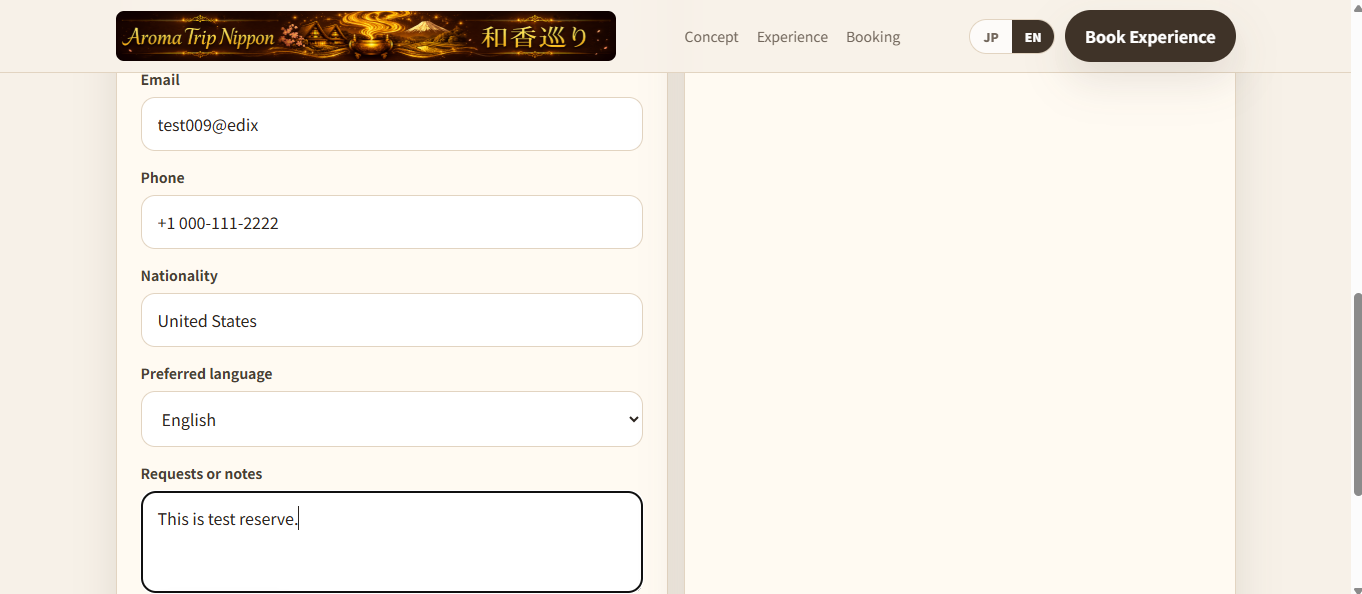 Aroma Trip Nippon 和香巡り
Concept Experience Booking JP EN Book Experience
Email
test009@edix
Phone
+1 000-111-2222
Nationality
United States
Preferred language
English
Requests or notes
This is test reserve.